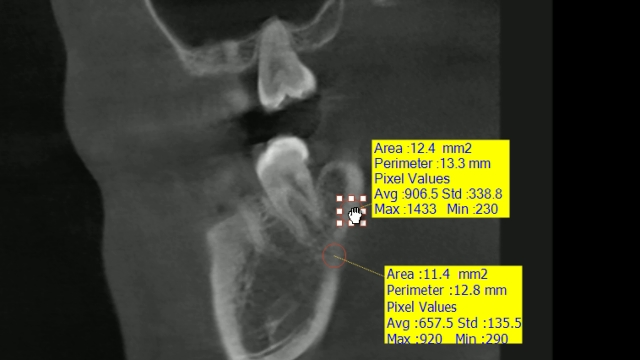 Area :12.4 mm2
Perimeter :13.3 mm
Pixel Values
Avg :906.5 Std :338.8
Max :1433 Min :230
Area :11.4 mm2
Perimeter :12.8 mm
Pixel Values
Avg :657.5 Std :135.5
Max :920 Min :290